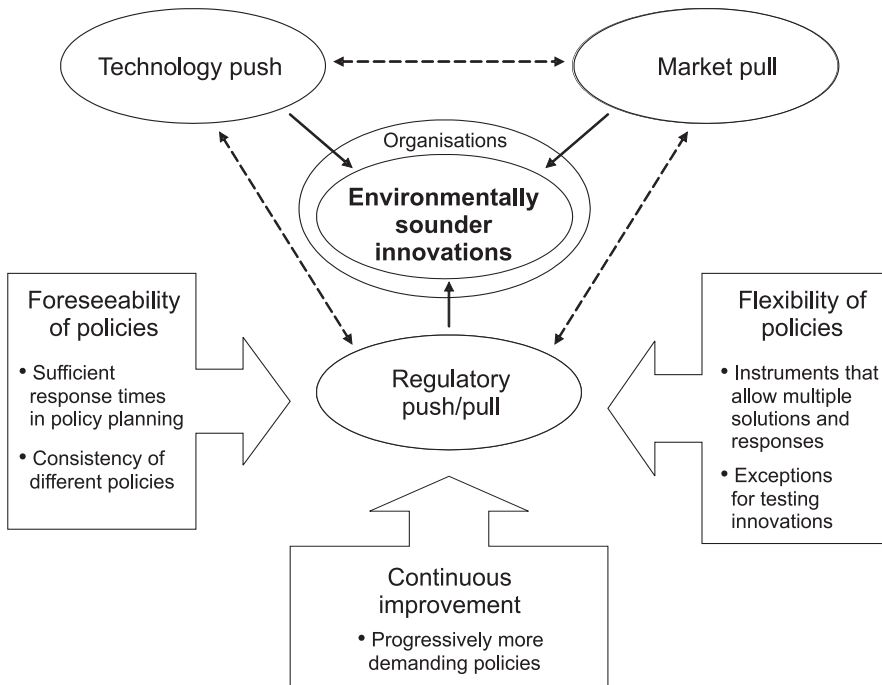 Technology push
Market pull
Organisations
Environmentally
sounder
innovations
Foreseeability
of policies
• Sufficient
response times
in policy planning
• Consistency of
different policies
Regulatory
push/pull
Flexibility of
policies
• Instruments that
allow multiple
solutions and
responses
• Exceptions
for testing
innovations
Continuous
improvement
• Progressively more
demanding policies